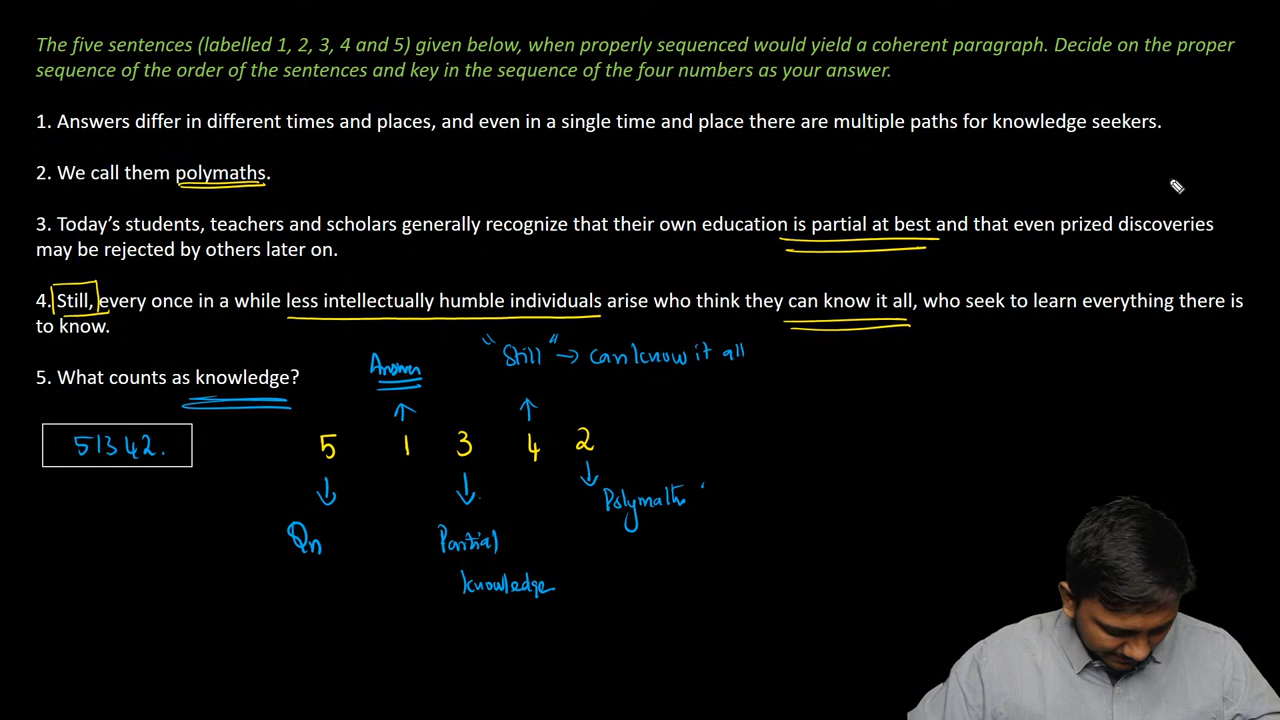 The five sentences (labelled 1, 2, 3, 4 and 5) given below, when properly sequenced would yield a coherent paragraph. Decide on the proper
sequence of the order of the sentences and key in the sequence of the four numbers as your answer.
1. Answers differ in different times and places, and even in a single time and place there are multiple paths for knowledge seekers.
2. We call them polymaths.
3. Today's students, teachers and scholars generally recognize that their own education is partial at best and that even prized discoveries
may be rejected by others later on.
4. Still, every once in a while less intellectually humble individuals arise who think they can know it all, who seek to learn everything there is
to know.
"Still" → can know it all
Answer
5. What counts as knowledge?
51342.
5 1 3 4 2
Polymaths
Qn
Partial
knowledge